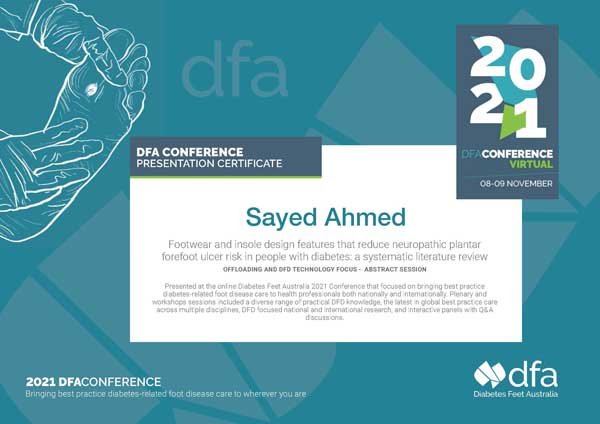 dfa
2021
DFACONFERENCE
VIRTUAL
08-09 NOVEMBER
DFA CONFERENCE
PRESENTATION CERTIFICATE
Sayed Ahmed
Footwear and insole design features that reduce neuropathic plantar
forefoot ulcer risk in people with diabetes: a systematic literature review
OFFLOADING AND DFD TECHNOLOGY FOCUS - ABSTRACT SESSION
Presented at the online Diabetes Feet Australia 2021 Conference that focused on bringing best practice
diabetes-related foot disease care to health professionals both nationally and internationally. Plenary and
workshops sessions included a diverse range of practical DFD knowledge, the latest in global best practice care
across multiple disciplines, DFD focused national and international research, and interactive panels with Q&A
discussions.
2021 DFACONFERENCE
Bringing best practice diabetes-related foot disease care to wherever you are
dfa
Diabetes Feet Australia